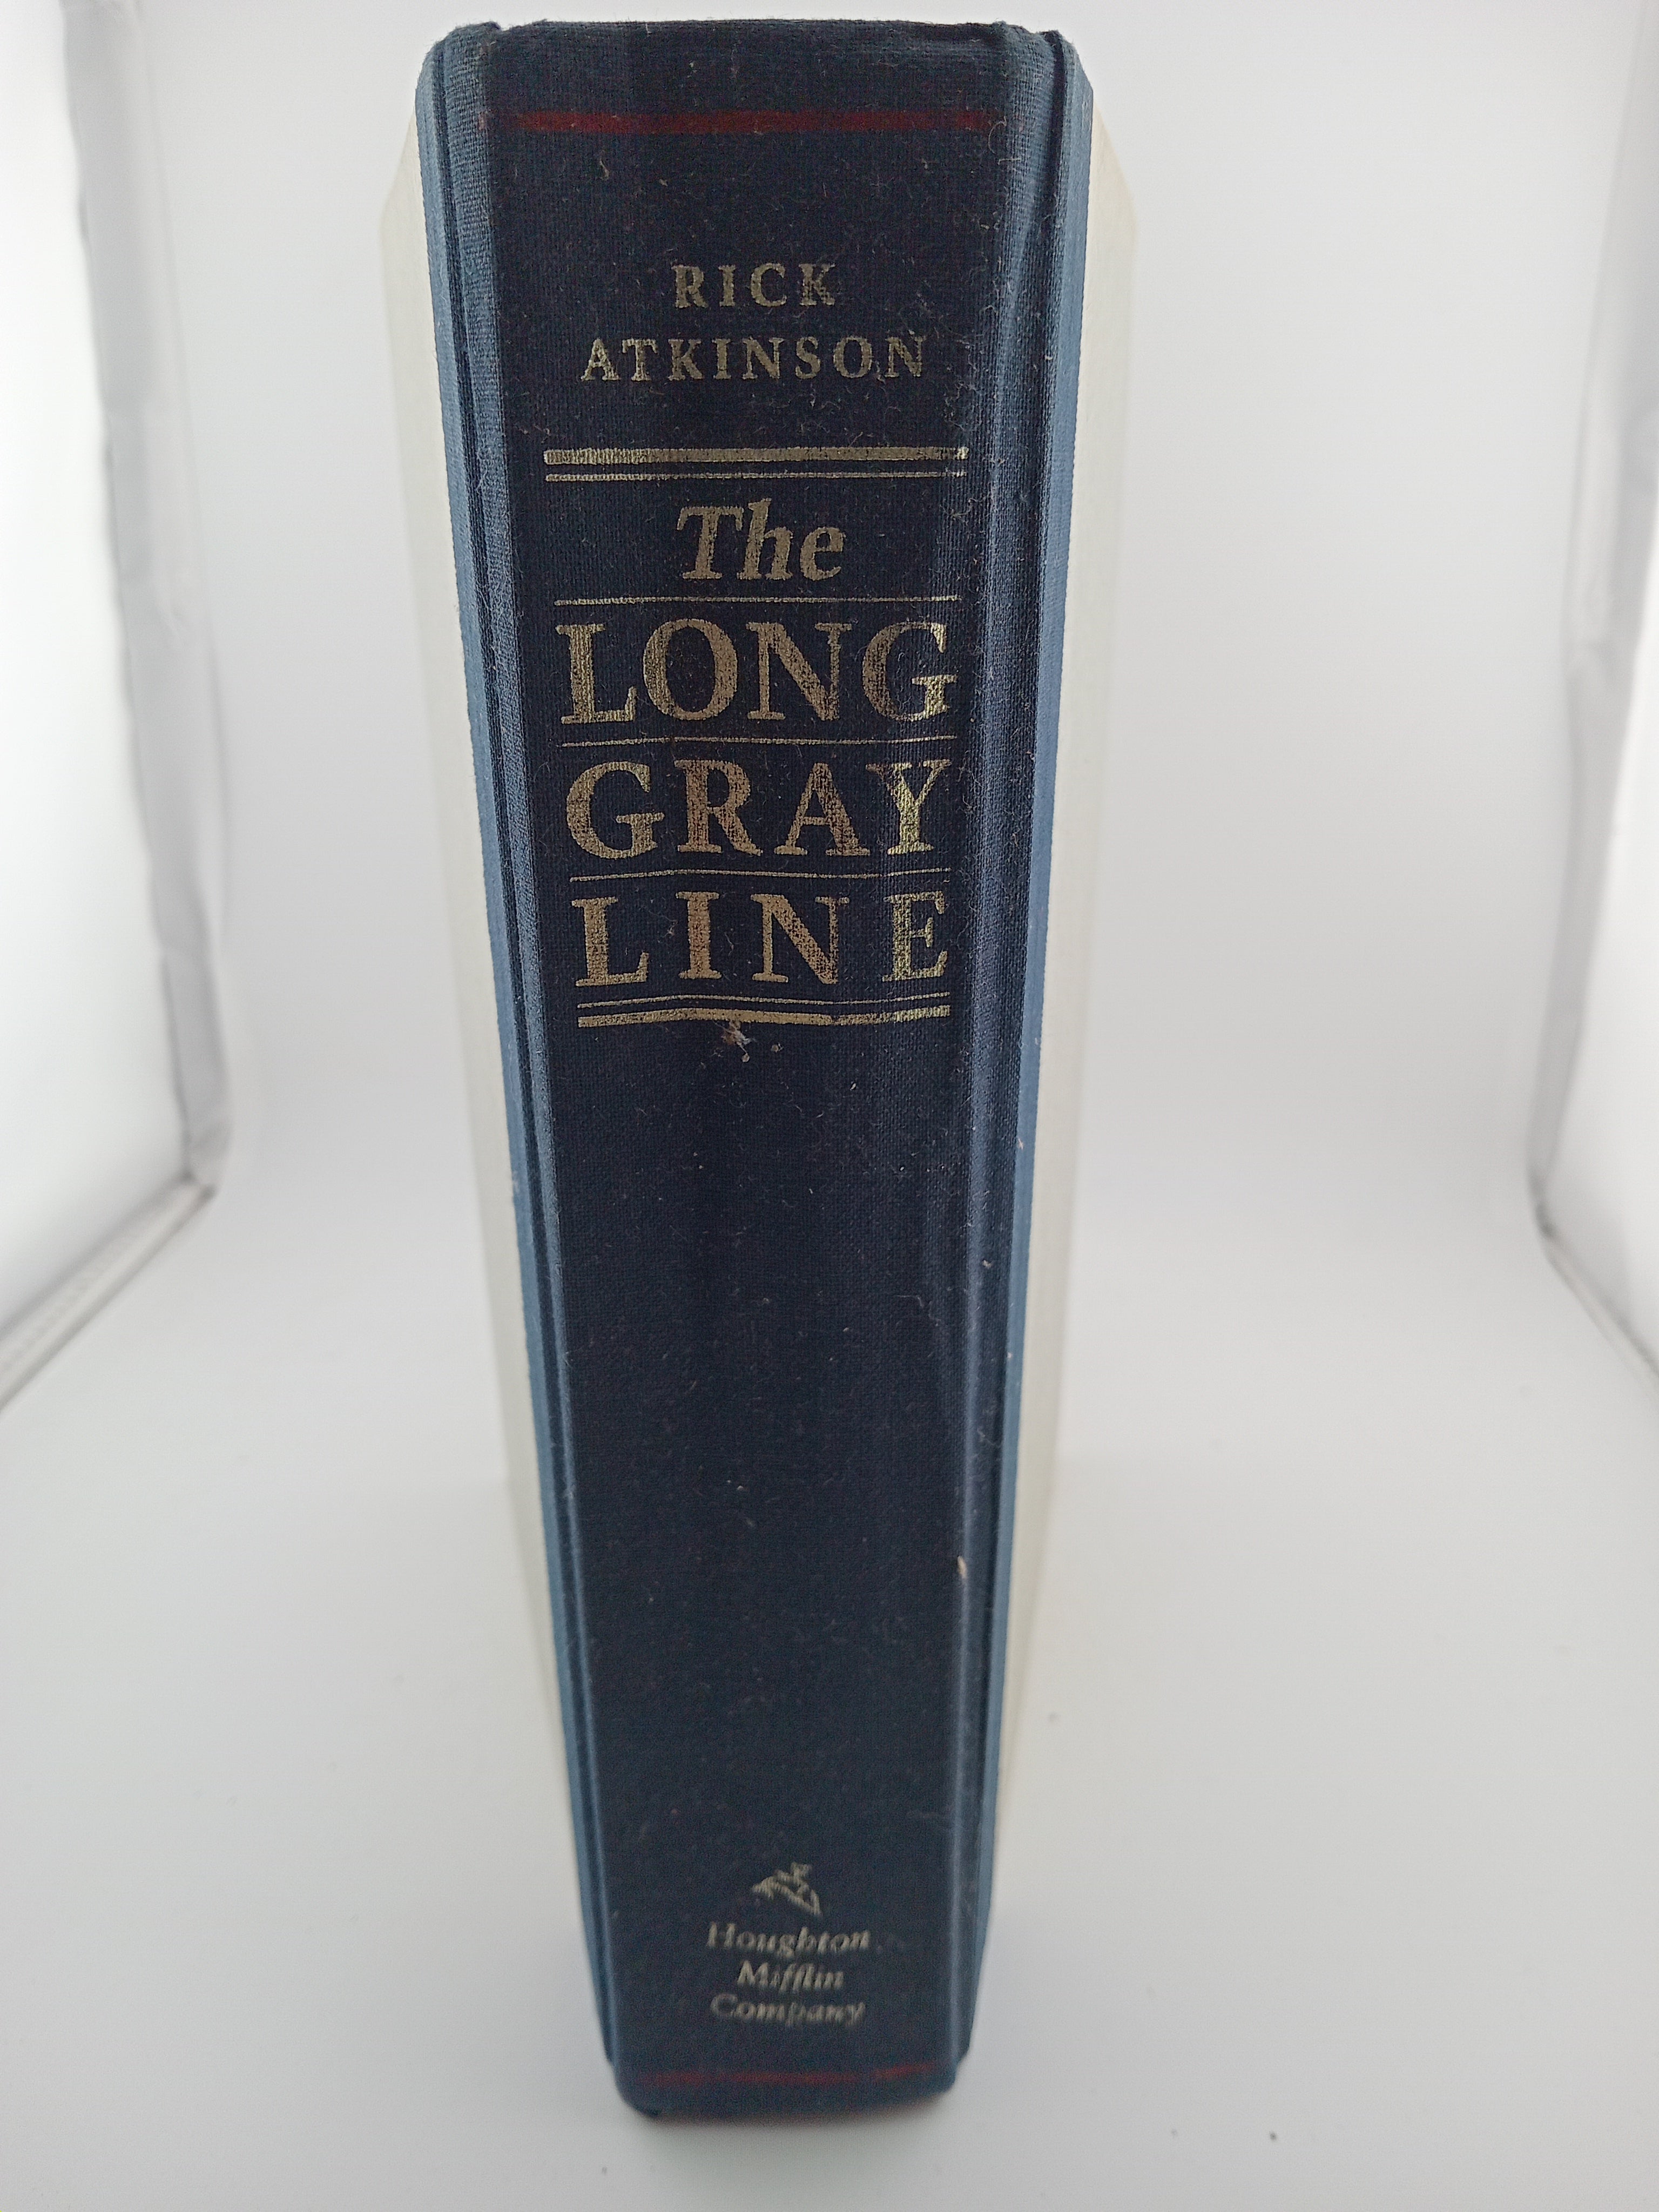 RICK
ATKINSON
The
LONG
GRAY
LINE
Houghton
Mifflin
Company